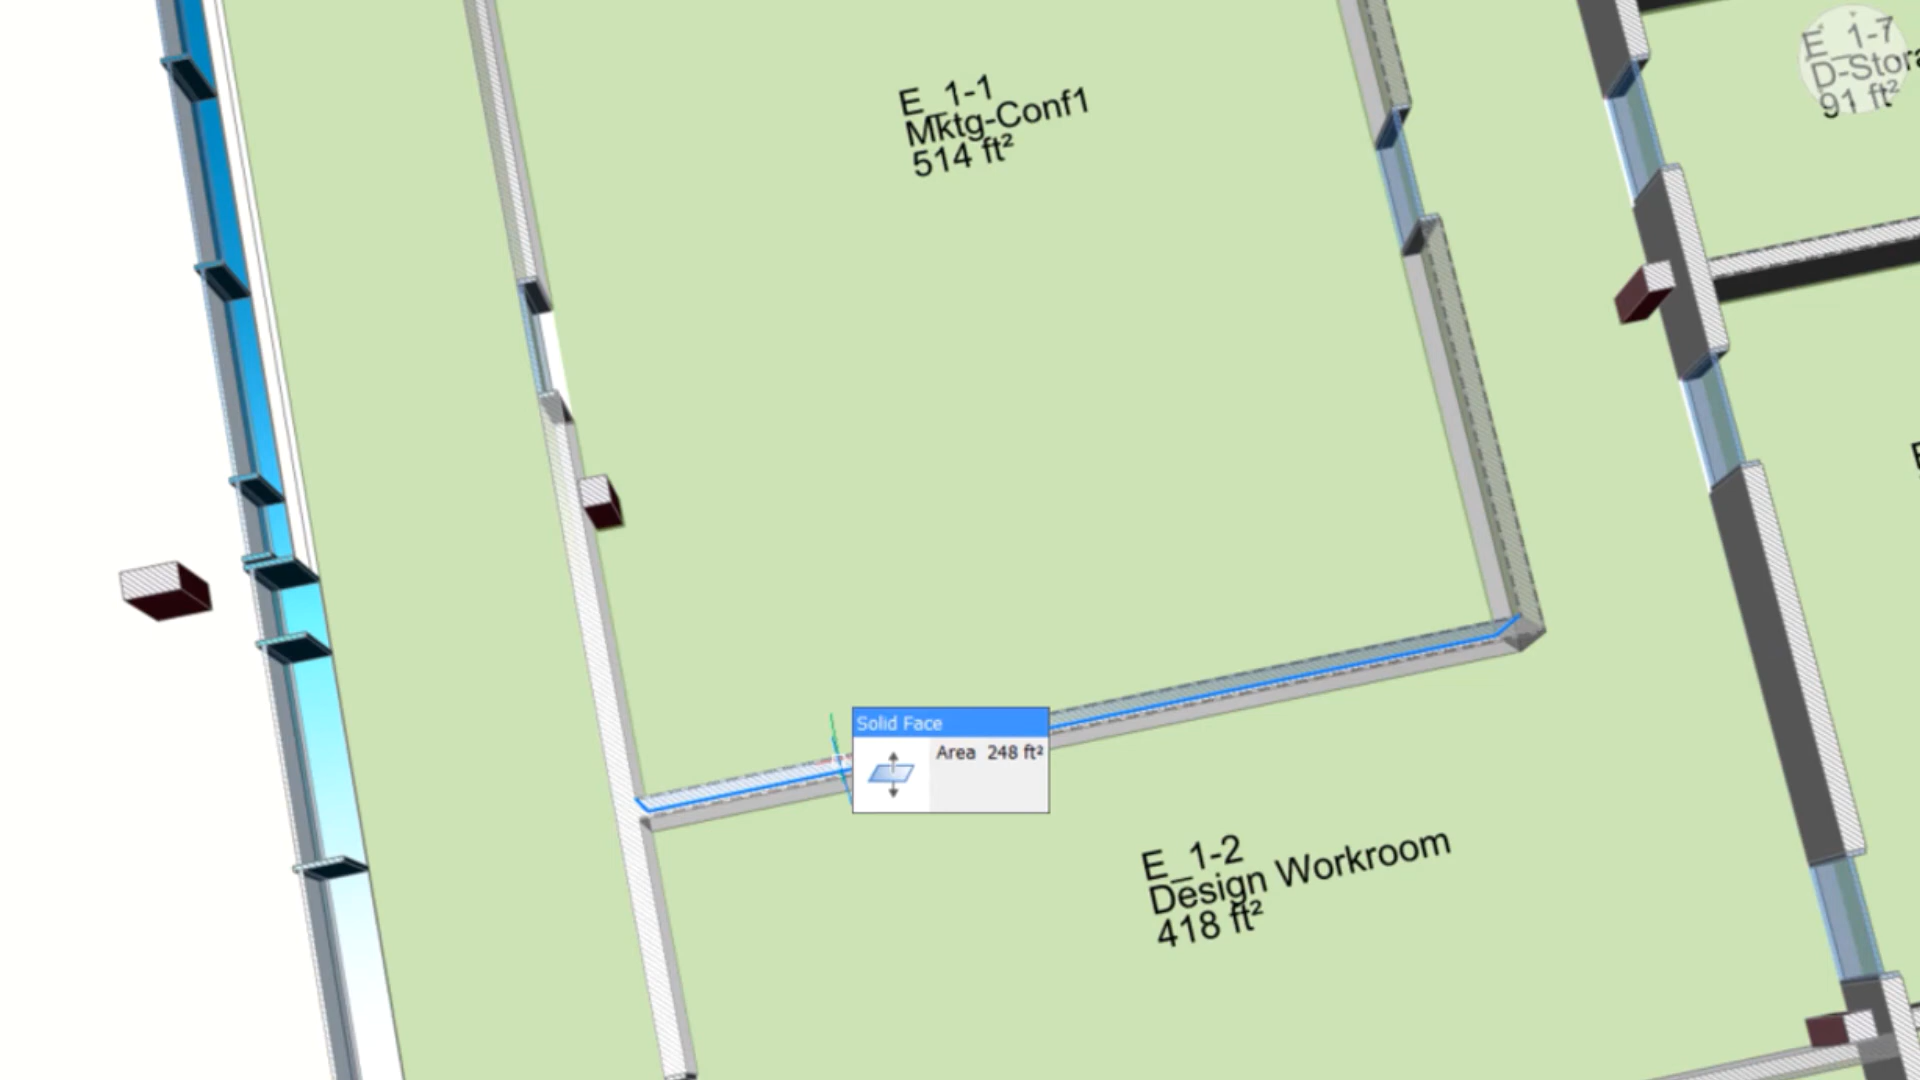 E_1-1
Mktg-Conf1
514 ft²
E_1-7
91 ft²
Solid Face
Area 248 ft²
E_1-2
Design Workroom
418 ft²